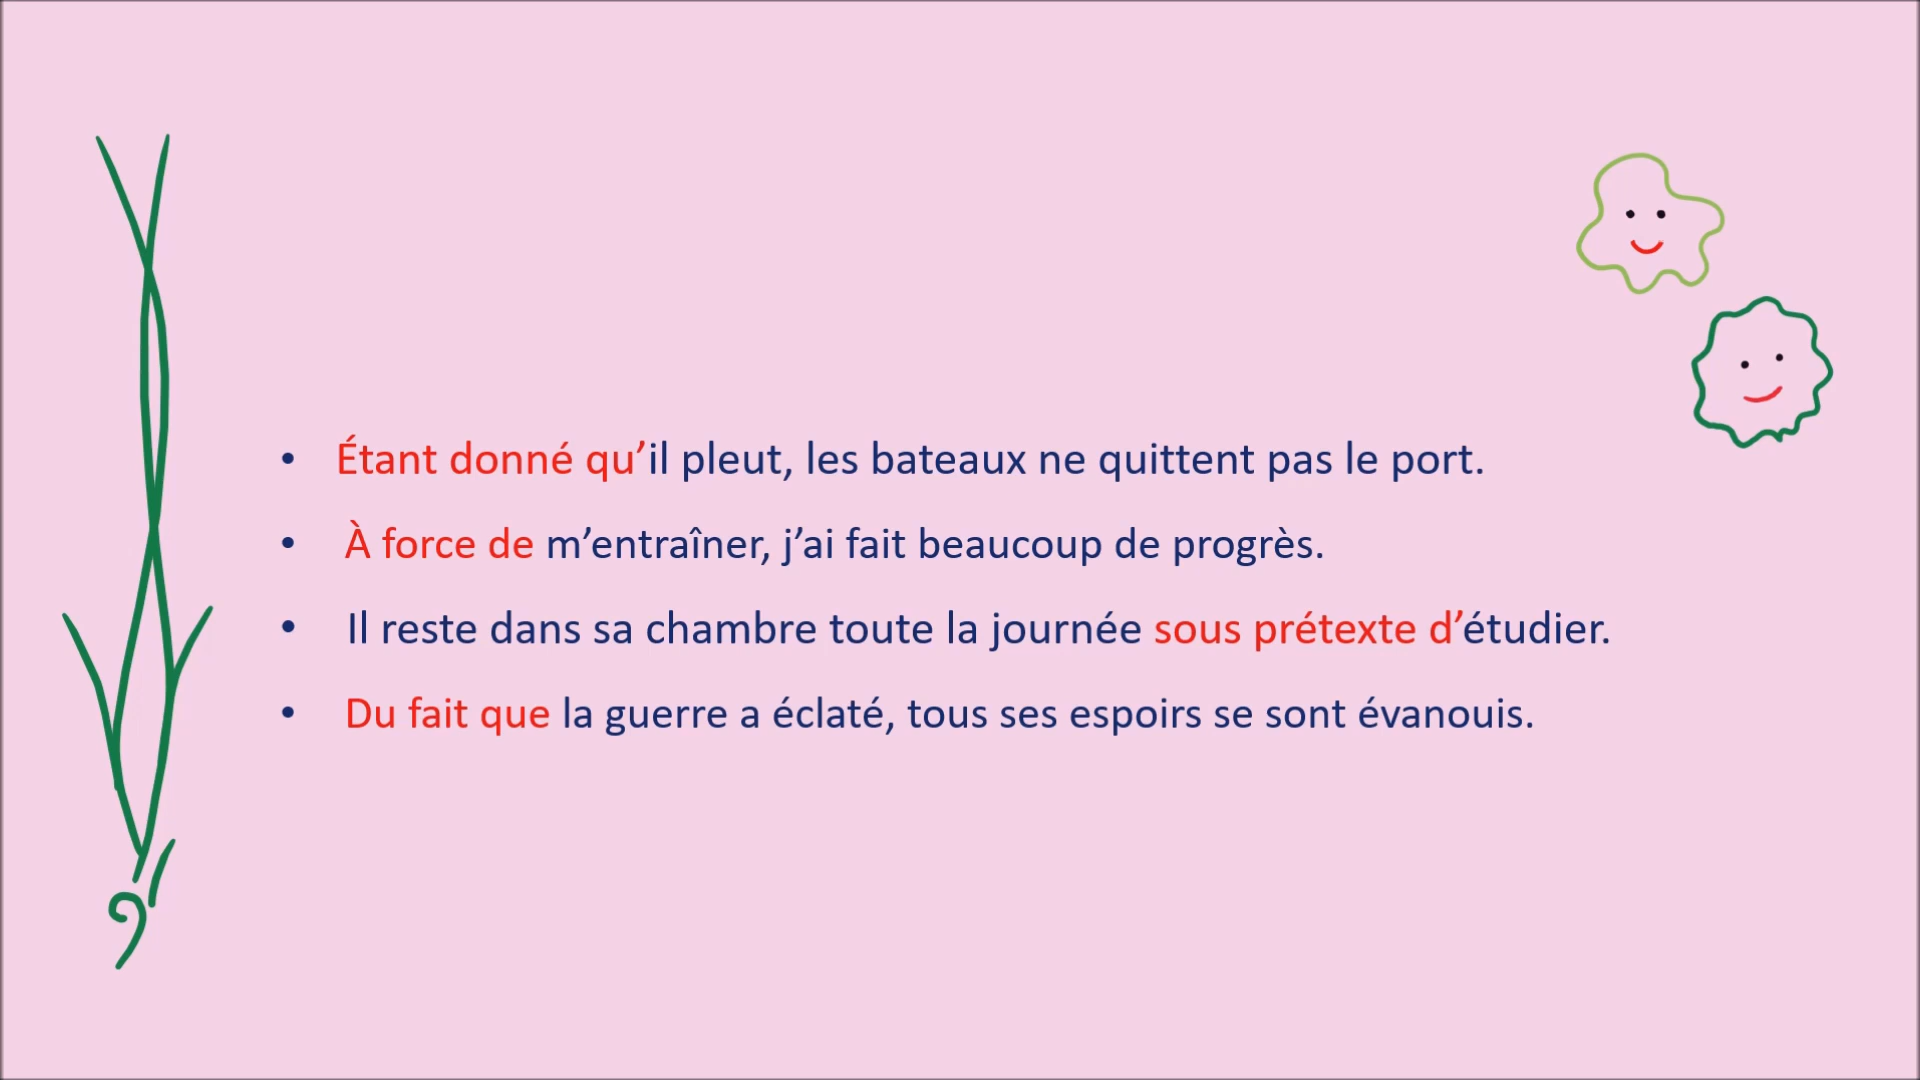 • Étant donné qu’il pleut, les bateaux ne quittent pas le port.
• À force de m’entraîner, j’ai fait beaucoup de progrès.
• Il reste dans sa chambre toute la journée sous prétexte d’étudier.
• Du fait que la guerre a éclaté, tous ses espoirs se sont évanouis.